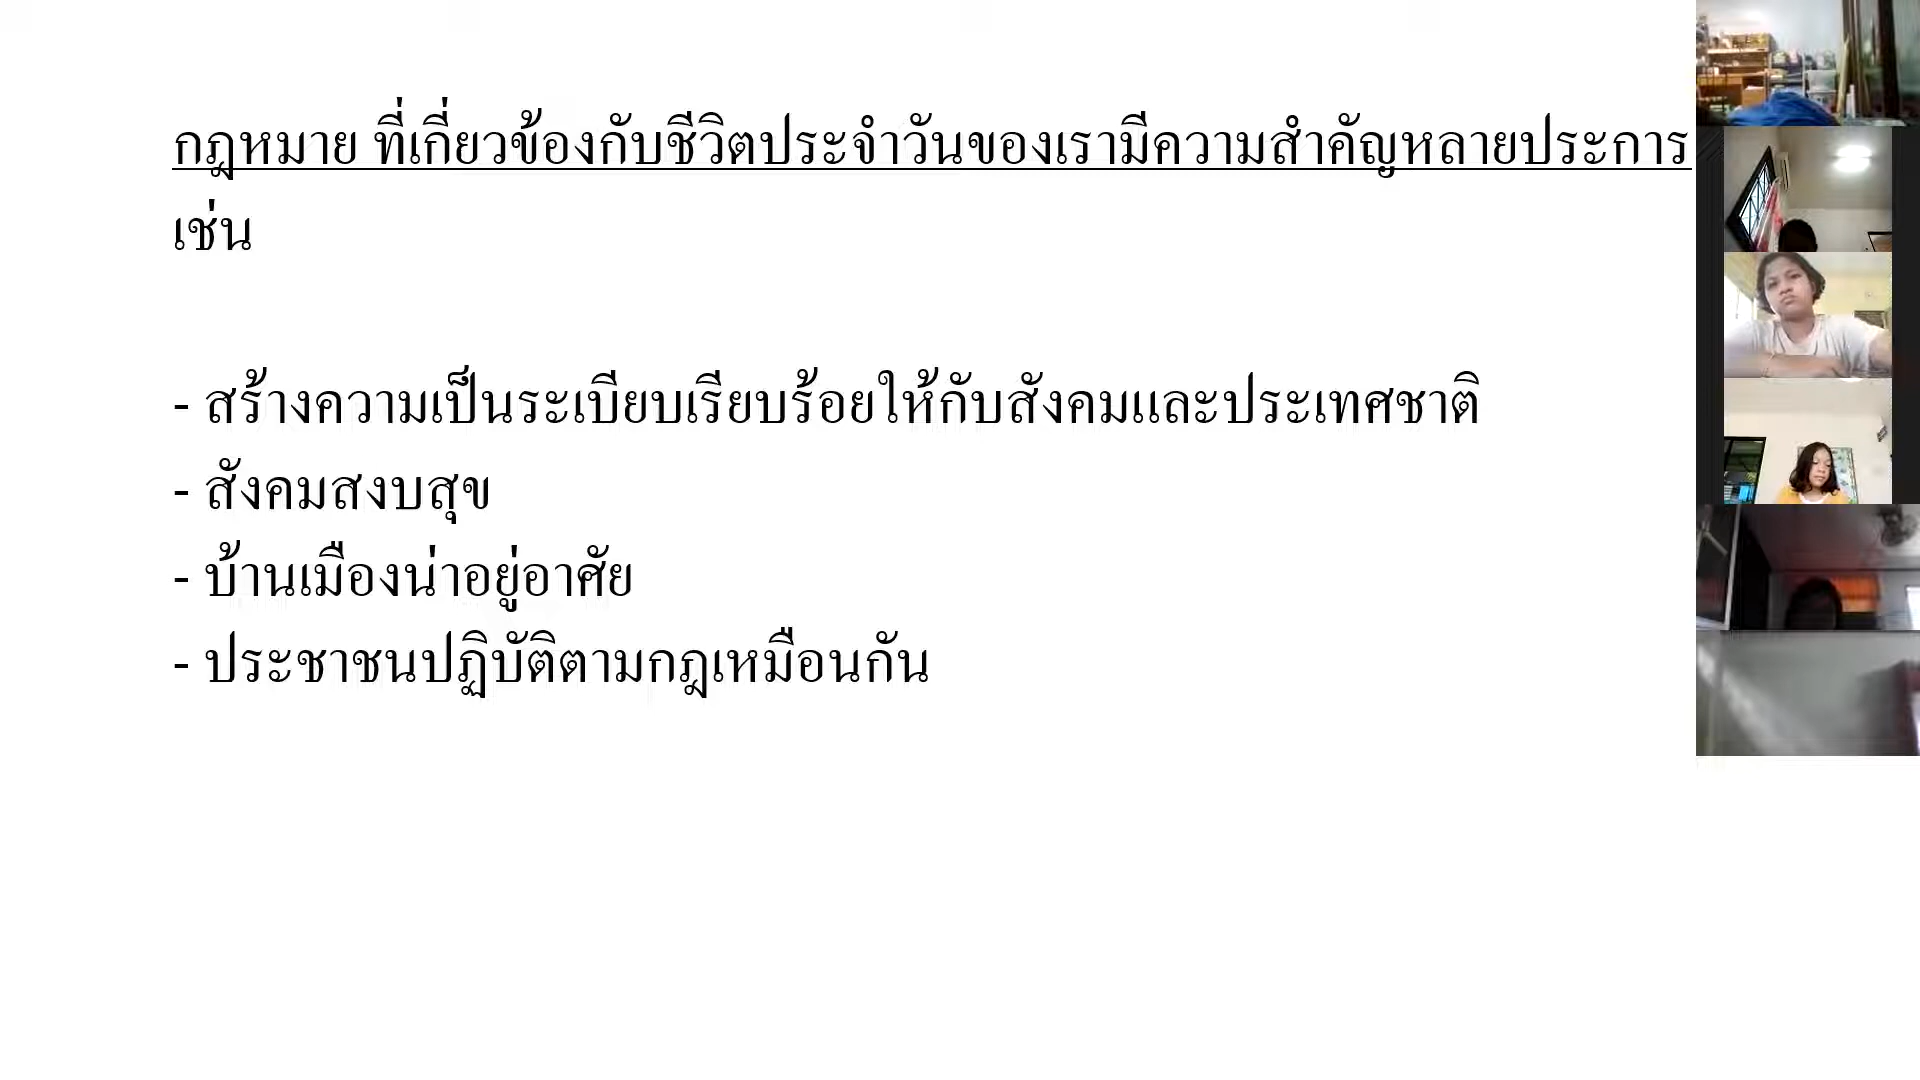 กฎหมาย ที่เกี่ยวข้องกับชีวิตประจำวันของเรามีความสำคัญหลายประการ
เช่น
- สร้างความเป็นระเบียบเรียบร้อยให้กับสังคมและประเทศชาติ
- สังคมสงบสุข
- บ้านเมืองน่าอยู่อาศัย
- ประชาชนปฏิบัติตามกฎเหมือนกัน